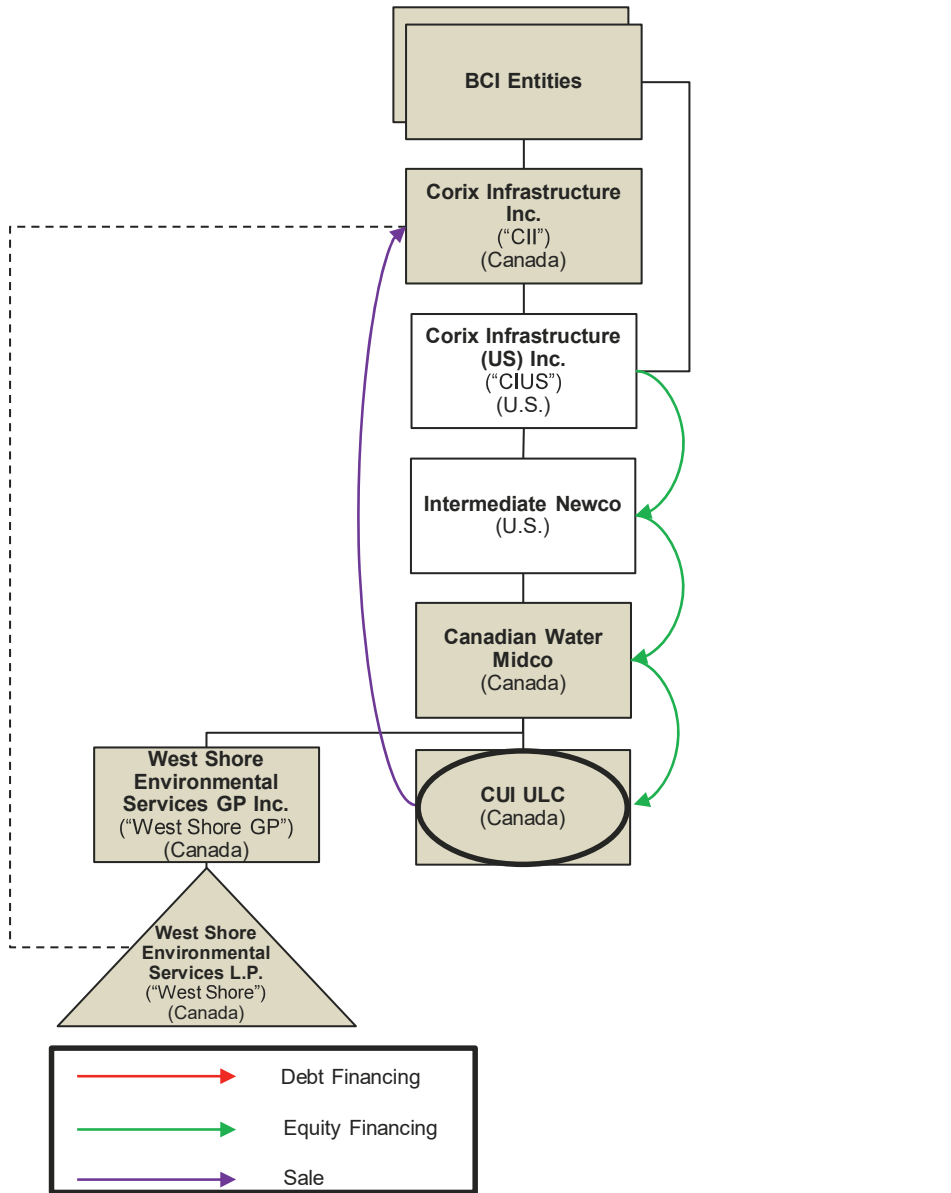 BCI Entities
Corix Infrastructure
Inc.
(“CII”)
(Canada)
Corix Infrastructure
(US) Inc.
(“CIUS”)
(U.S.)
Intermediate Newco
(U.S.)
Canadian Water
Midco
(Canada)
West Shore
Environmental
Services GP Inc.
(“West Shore GP”)
(Canada)
CUI ULC
(Canada)
West Shore
Environmental
Services L.P.
(“West Shore”)
(Canada)
Debt Financing
Equity Financing
Sale